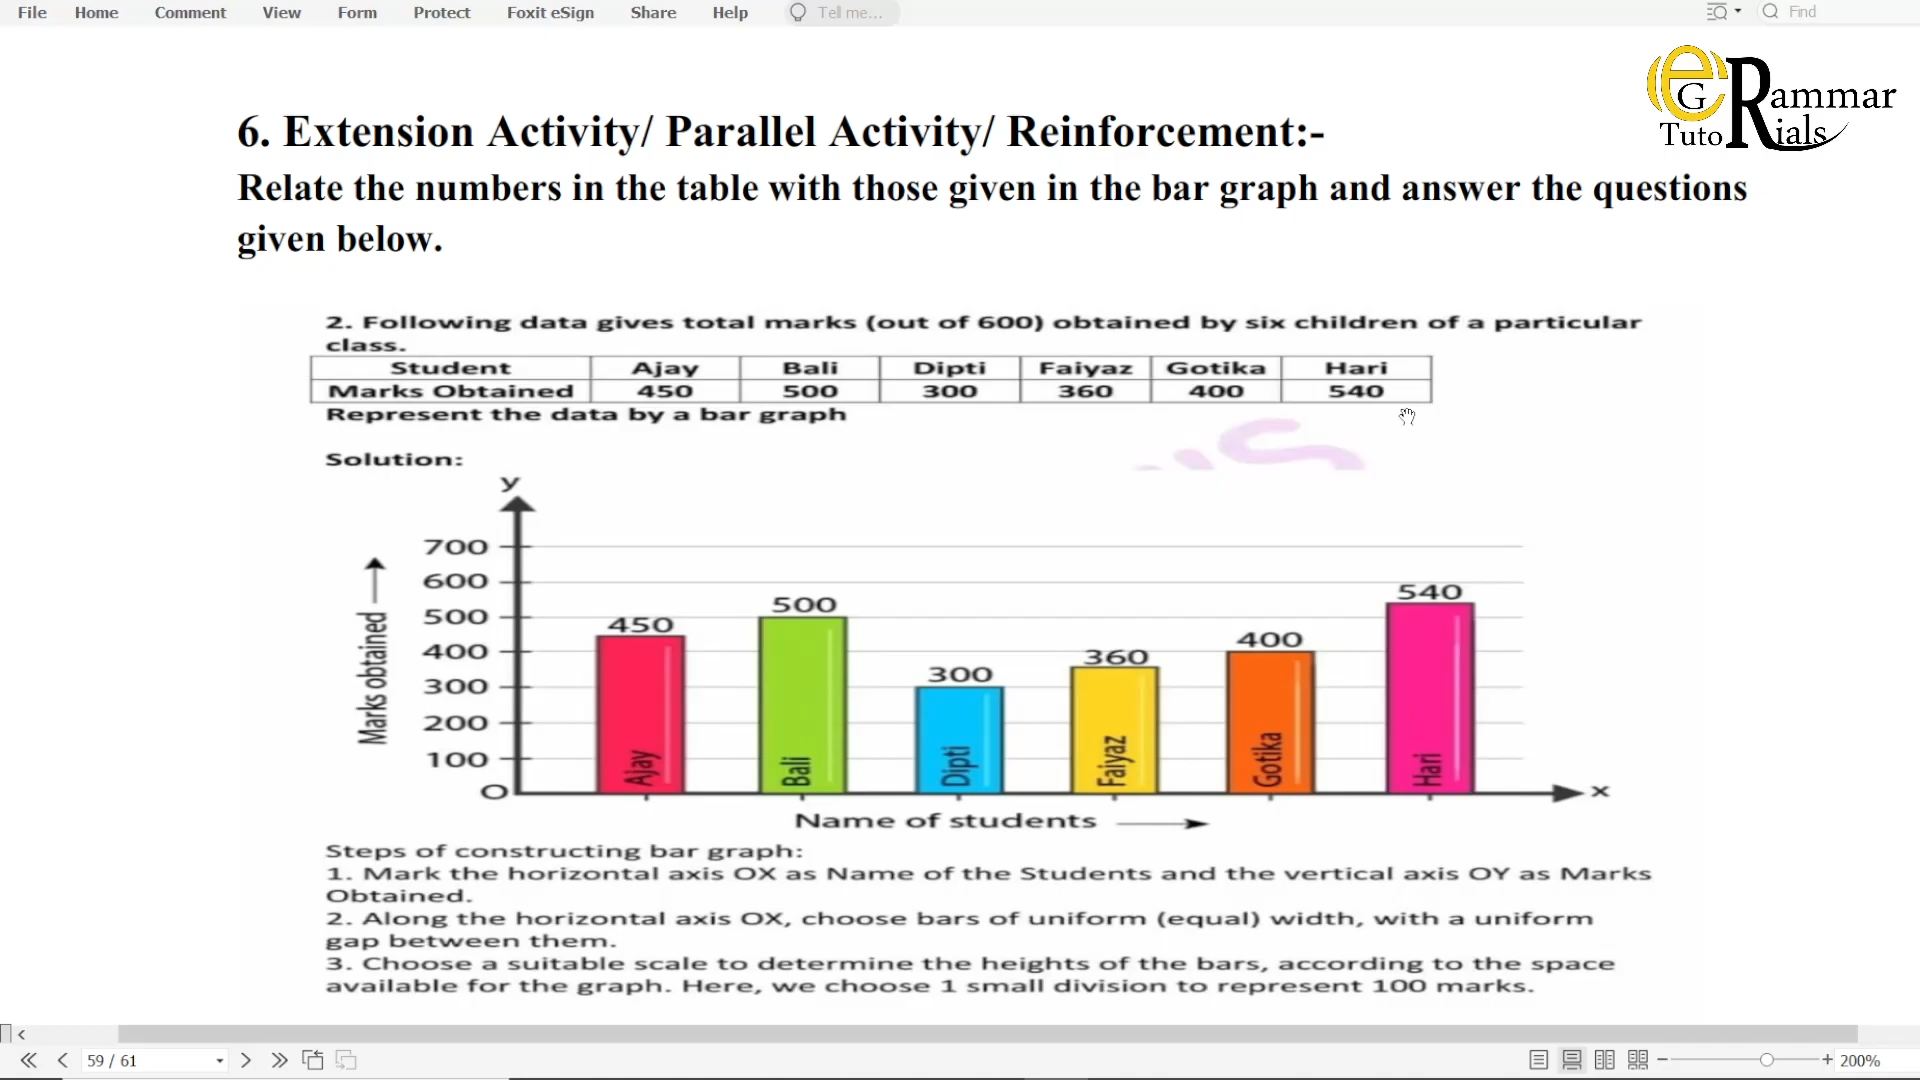 File Home Comment View Form Protect Foxit eSign Share Help Tell me... Find
e G Rammar
Tuto Rials
6. Extension Activity/ Parallel Activity/ Reinforcement:-
Relate the numbers in the table with those given in the bar graph and answer the questions
given below.
2. Following data gives total marks (out of 600) obtained by six children of a particular
class.
Student Ajay Bali Dipti Faiyaz Gotika Hari
Marks Obtained 450 500 300 360 400 540
Represent the data by a bar graph
Solution:
y
700
600
500
400
300
200
100
O
Marks obtained
450
500
300
360
400
540
Ajay
Bali
Dipti
Faiyaz
Gotika
Hari
x
Name of students
Steps of constructing bar graph:
1. Mark the horizontal axis OX as Name of the Students and the vertical axis OY as Marks
Obtained.
2. Along the horizontal axis OX, choose bars of uniform (equal) width, with a uniform
gap between them.
3. Choose a suitable scale to determine the heights of the bars, according to the space
available for the graph. Here, we choose 1 small division to represent 100 marks.
59 / 61 200%